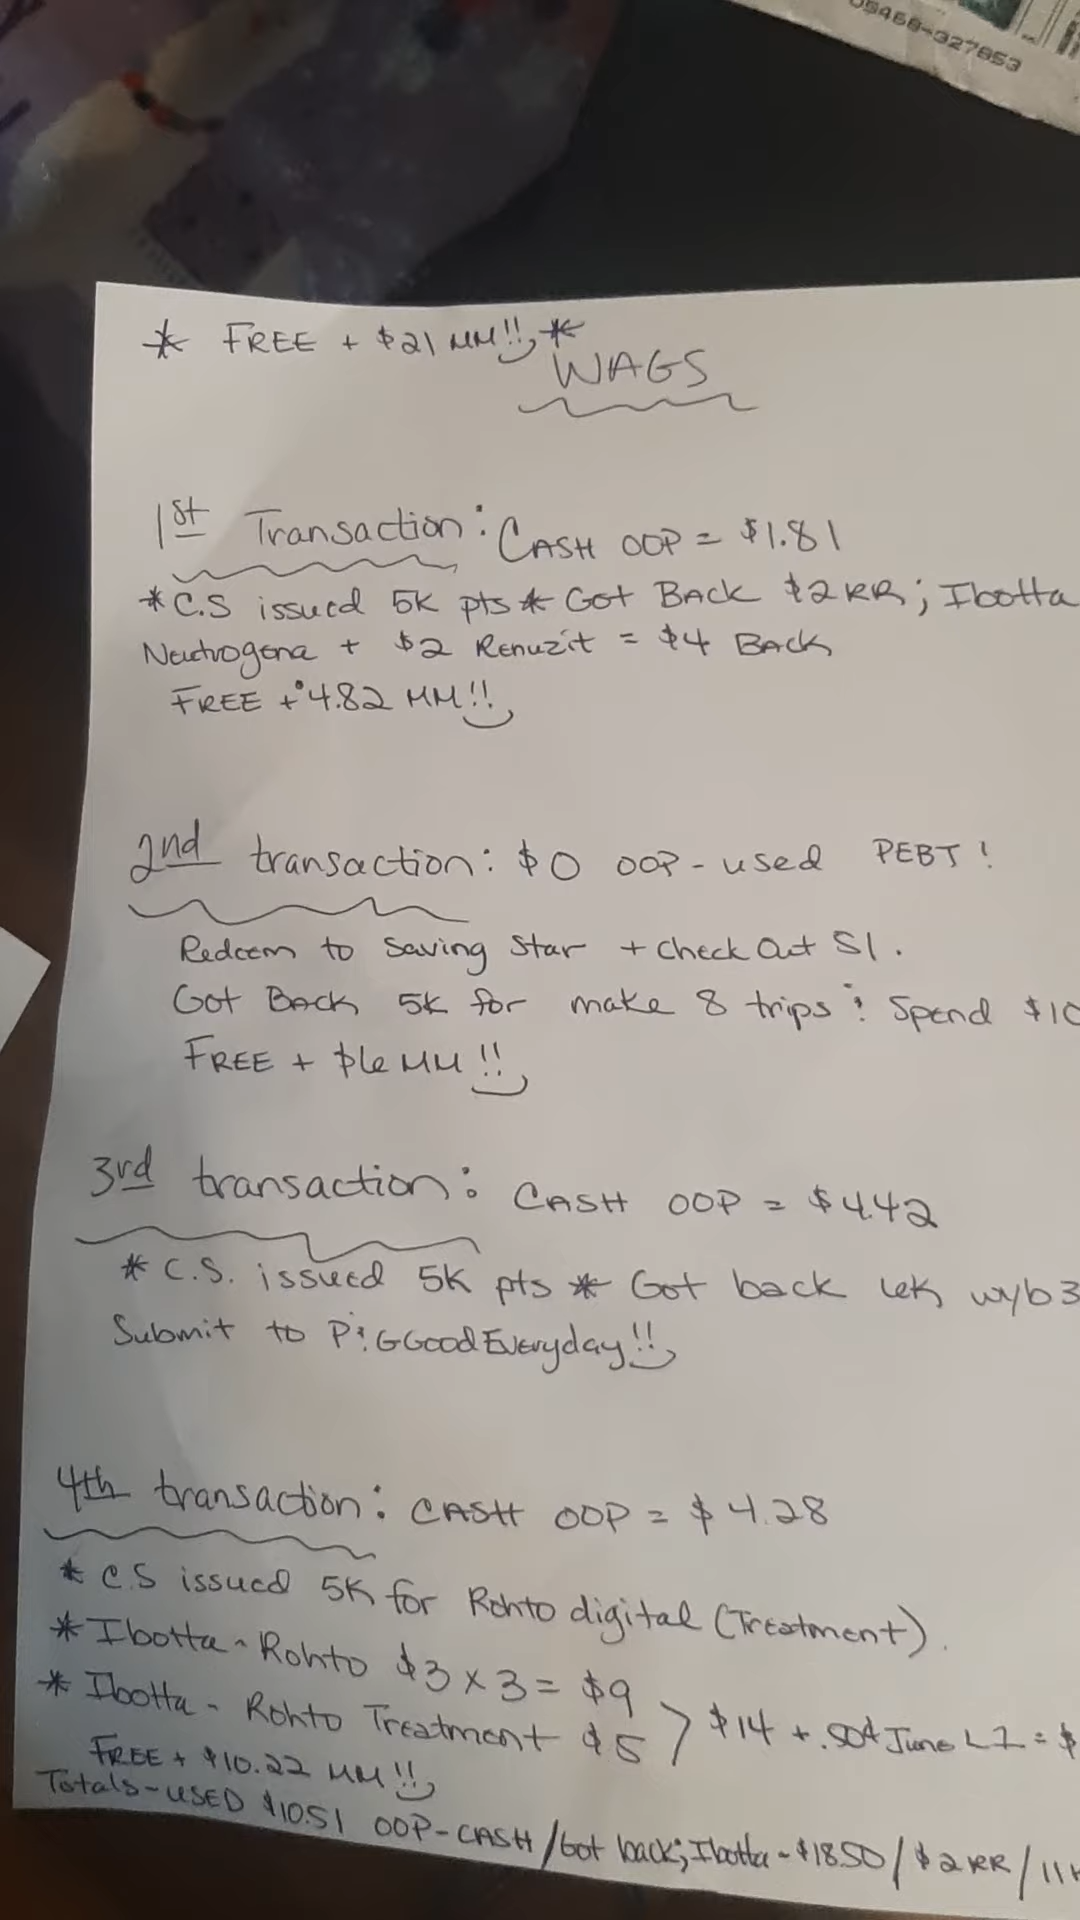 05468-327853
* FREE + $21 MM!! *
WAGS
1st Transaction: CASH OOP = $1.81
* C.S issued 5K pts * Got Back $2 RR; Ibotta
Neutrogena + $2 Renuzit = $4 Back
FREE + 4.82 MM!!
2nd transaction: $0 OOP - used PEBT!
Redeem to Saving Star + Check Out 51.
Got Back 5K for make 8 trips; Spend $10
FREE + $6 MM!!
3rd transaction: CASH OOP = $4.42
* C.S. issued 5K pts * Got back 6K wyb3
Submit to P&GGoodEveryday!!
4th transaction: CASH OOP = $4.28
* C.S issued 5K for Rohto digital (Treatment).
* Ibotta - Rohto $3 x 3 = $9
* Ibotta - Rohto Treatment $5 > $14 + .50¢ June = $
FREE + $10.22 MM!!
Totals - USED $10.51 OOP-CASH / Got back; Ibotta - $18.50 / $2 RR / 11K